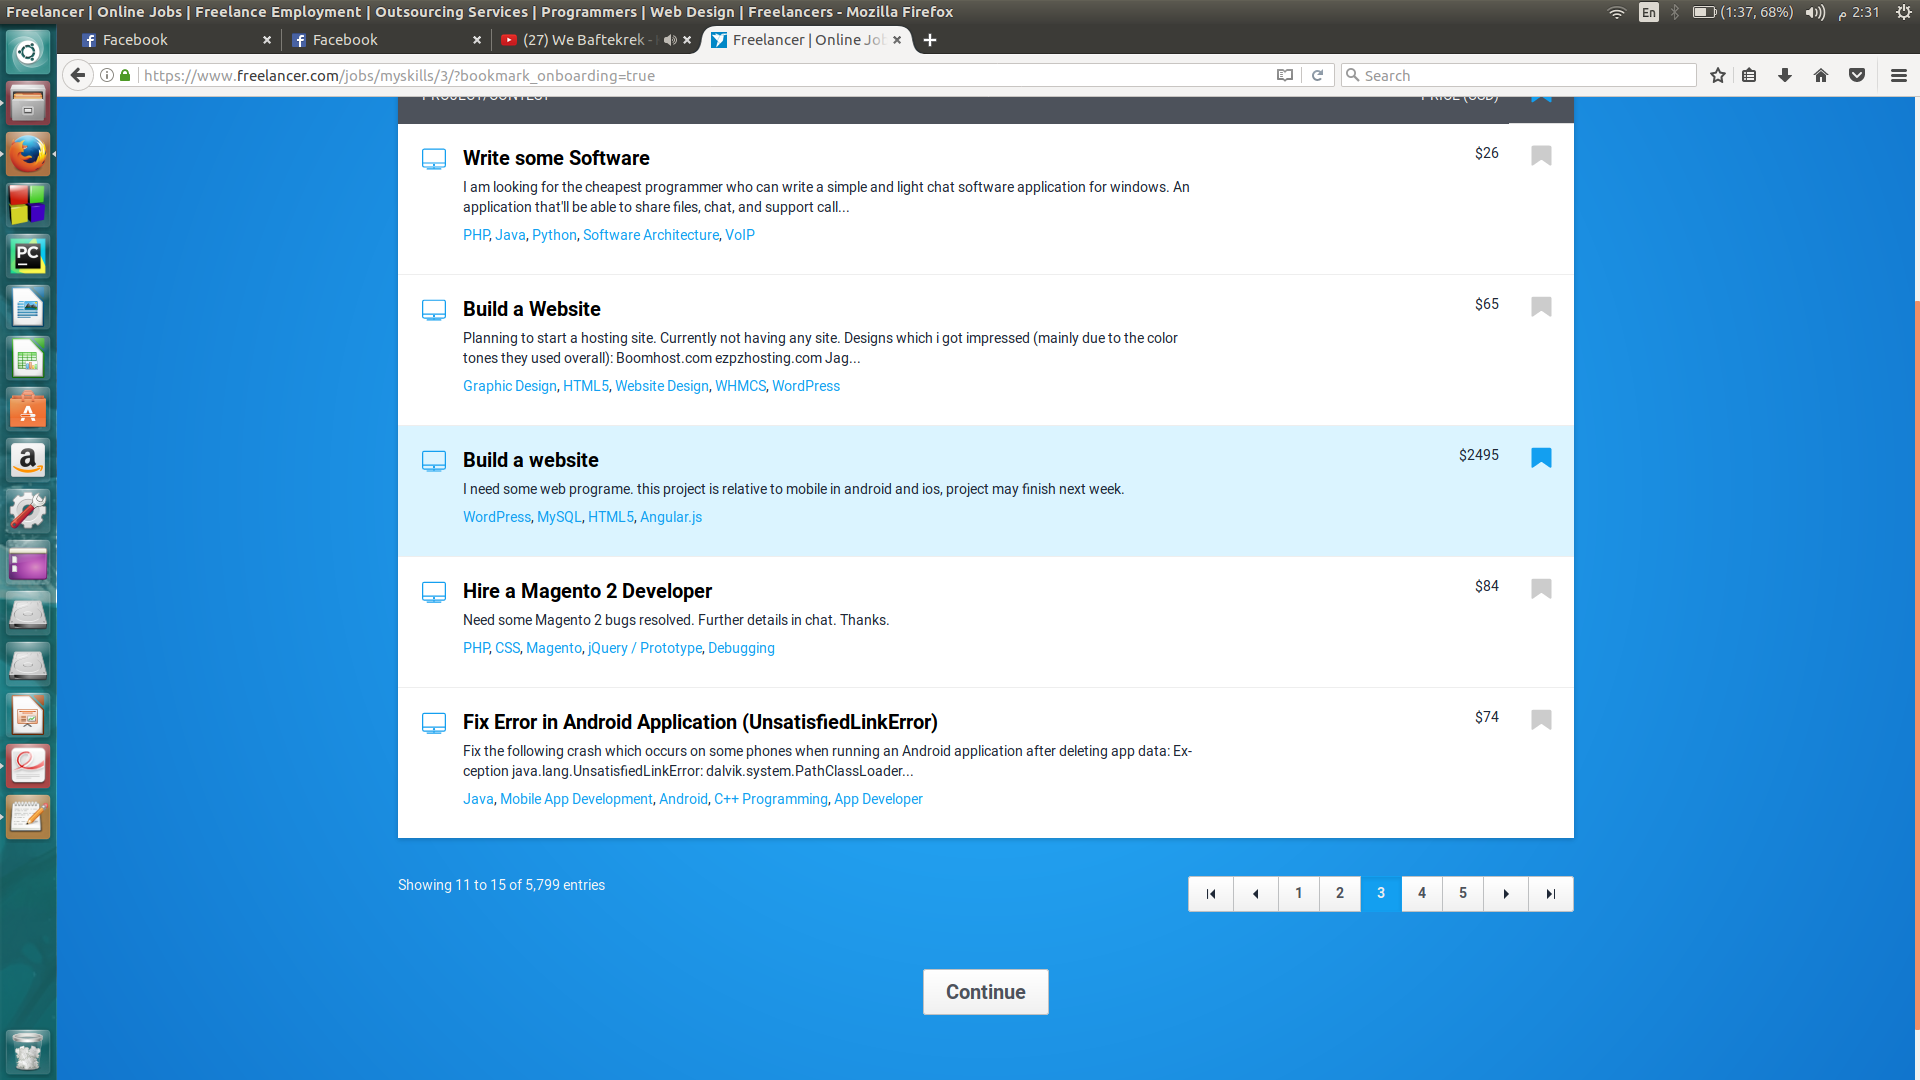 Freelancer | Online Jobs | Freelance Employment | Outsourcing Services | Programmers | Web Design | Freelancers - Mozilla Firefox
En
(1:37, 68%)
2:31 م
Facebook
Facebook
(27) We Baftekrek -
Freelancer | Online Jo
https://www.freelancer.com/jobs/myskills/3/?bookmark_onboarding=true
Search
PROJECT/CONTEST
PRICE (USD)
Write some Software
$26
I am looking for the cheapest programmer who can write a simple and light chat software application for windows. An
application that'll be able to share files, chat, and support call...
PHP, Java, Python, Software Architecture, VoIP
Build a Website
$65
Planning to start a hosting site. Currently not having any site. Designs which i got impressed (mainly due to the color
tones they used overall): Boomhost.com ezpzhosting.com Jag...
Graphic Design, HTML5, Website Design, WHMCS, WordPress
Build a website
$2495
I need some web programe. this project is relative to mobile in android and ios, project may finish next week.
WordPress, MySQL, HTML5, Angular.js
Hire a Magento 2 Developer
$84
Need some Magento 2 bugs resolved. Further details in chat. Thanks.
PHP, CSS, Magento, jQuery / Prototype, Debugging
Fix Error in Android Application (UnsatisfiedLinkError)
$74
Fix the following crash which occurs on some phones when running an Android application after deleting app data: Ex-
ception java.lang.UnsatisfiedLinkError: dalvik.system.PathClassLoader...
Java, Mobile App Development, Android, C++ Programming, App Developer
Showing 11 to 15 of 5,799 entries
1 2 3 4 5
Continue
PC
a